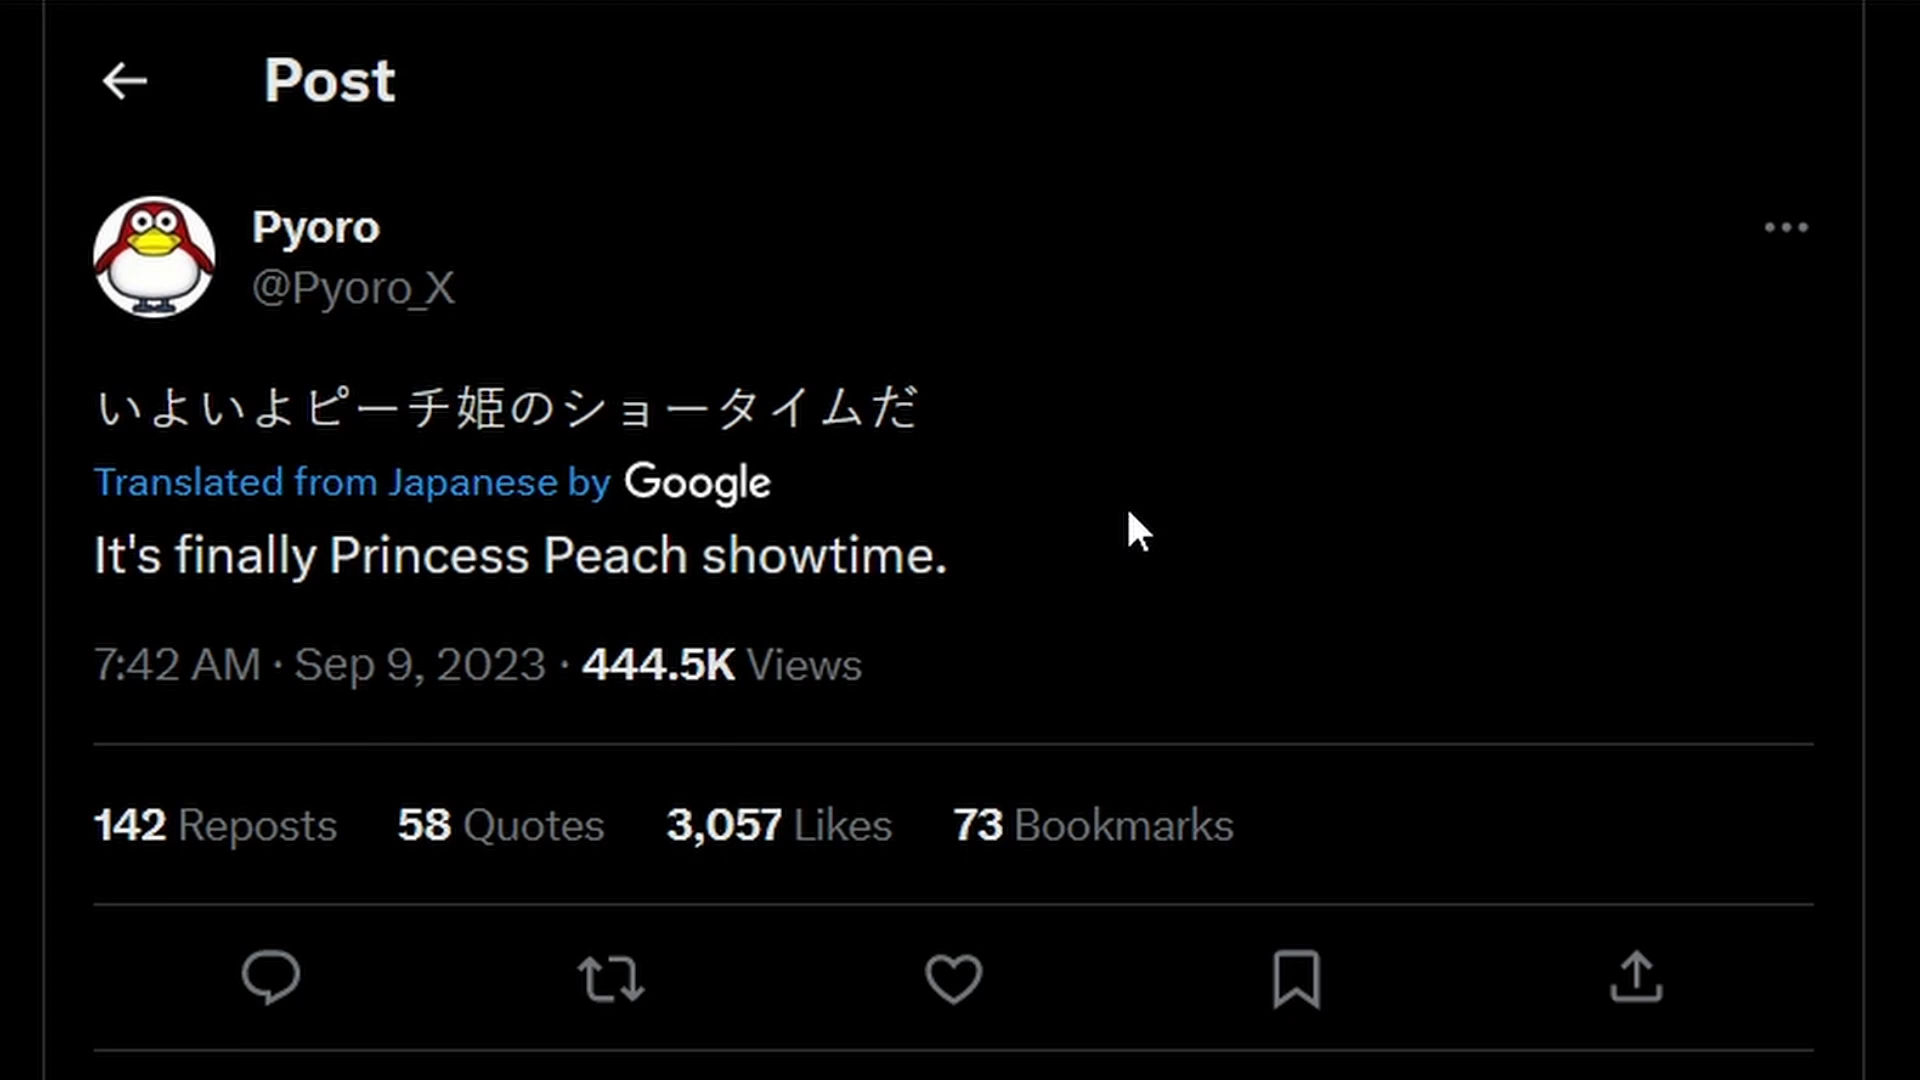 Post
Pyoro
@Pyoro_X
いよいよピーチ姫のショータイムだ
Translated from Japanese by Google
It's finally Princess Peach showtime.
7:42 AM · Sep 9, 2023 · 444.5K Views
142 Reposts 58 Quotes 3,057 Likes 73 Bookmarks